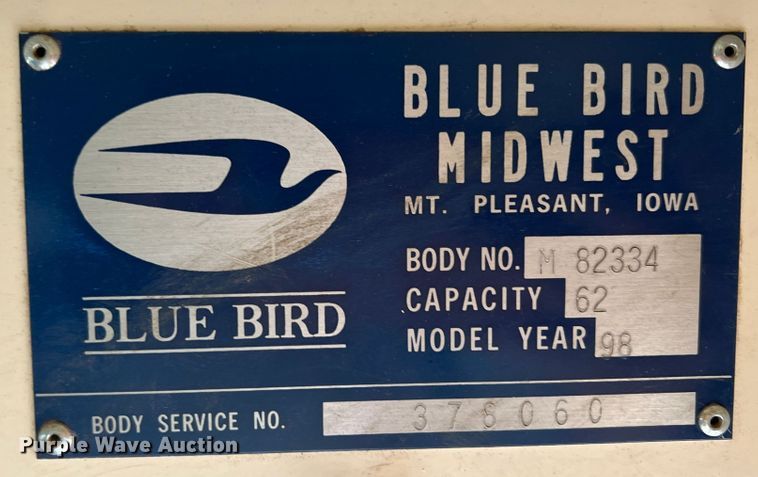 BLUE BIRD
MIDWEST
MT. PLEASANT, IOWA
BODY NO. M 82334
CAPACITY 62
MODEL YEAR 98
BLUE BIRD
BODY SERVICE NO. 378060
Purple Wave Auction